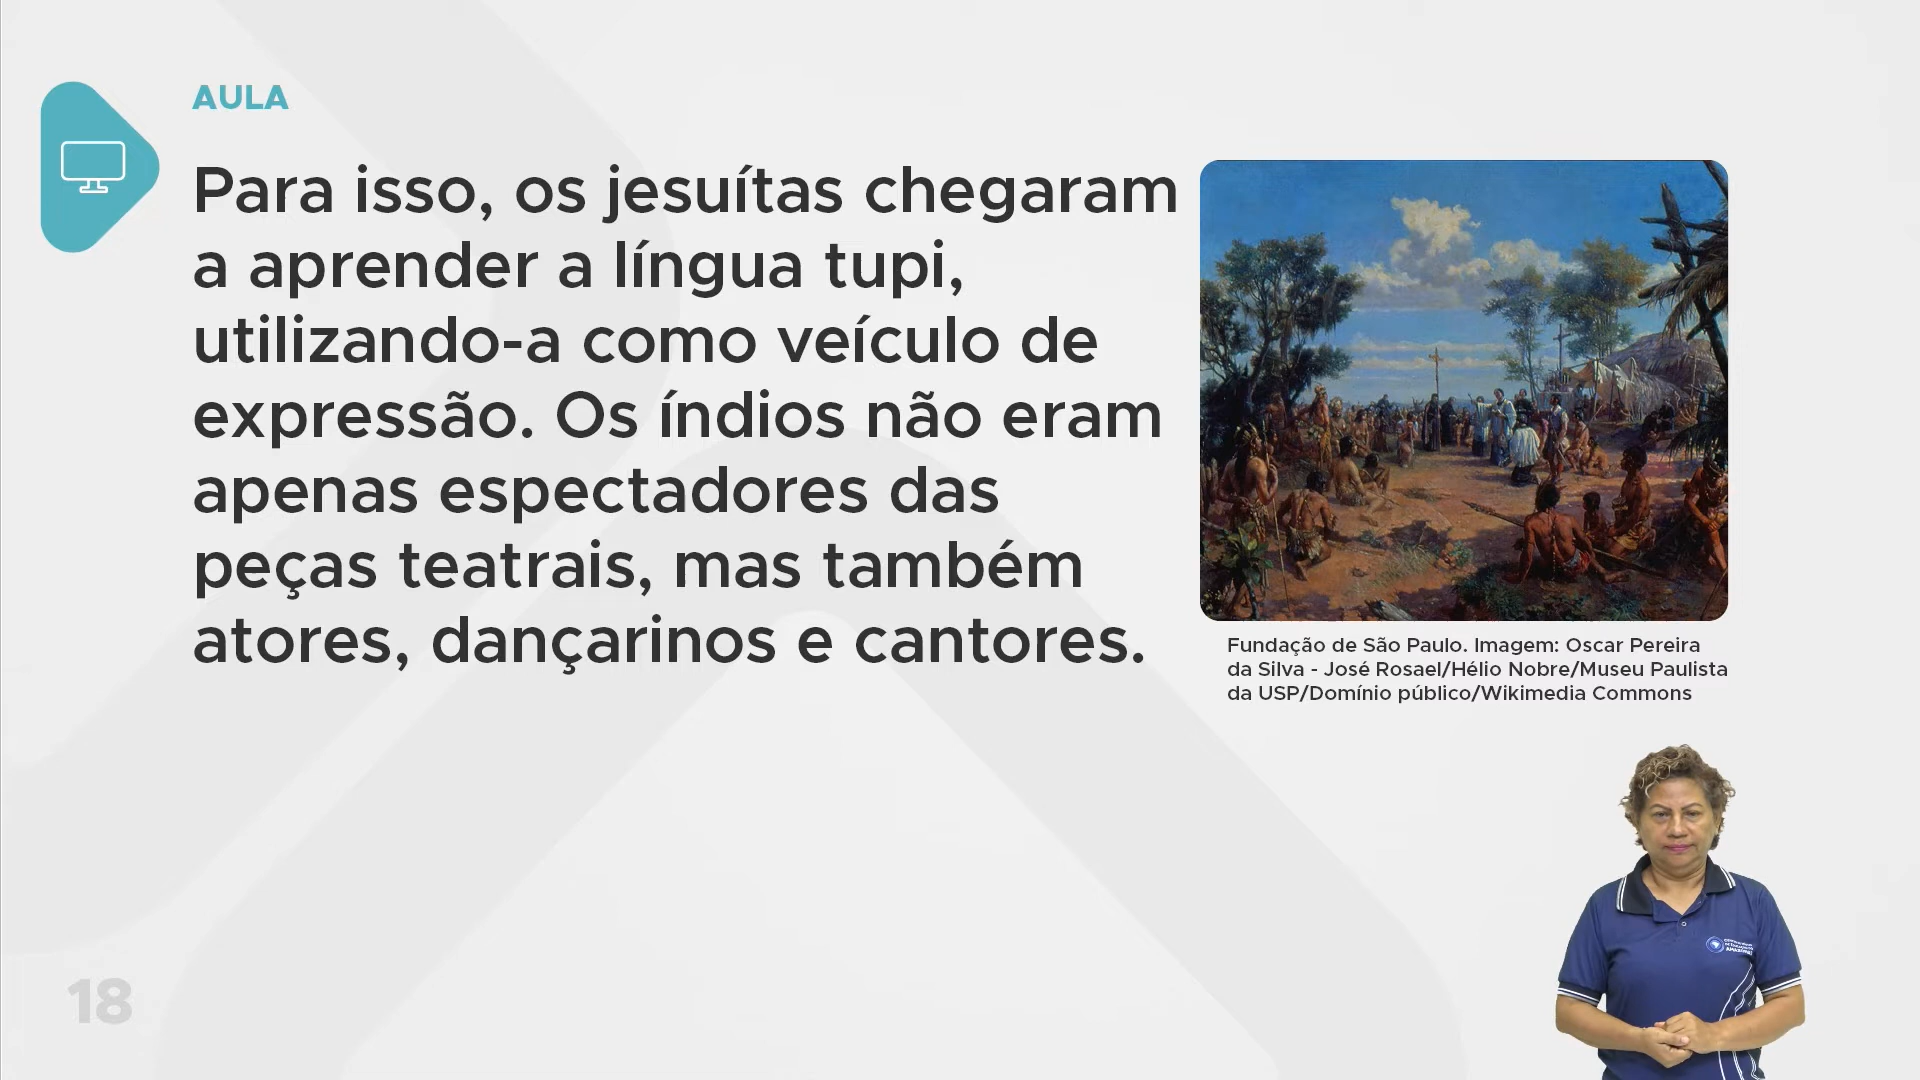 AULA
Para isso, os jesuítas chegaram
a aprender a língua tupi,
utilizando-a como veículo de
expressão. Os índios não eram
apenas espectadores das
peças teatrais, mas também
atores, dançarinos e cantores.
Fundação de São Paulo. Imagem: Oscar Pereira
da Silva - José Rosael/Hélio Nobre/Museu Paulista
da USP/Domínio público/Wikimedia Commons
18